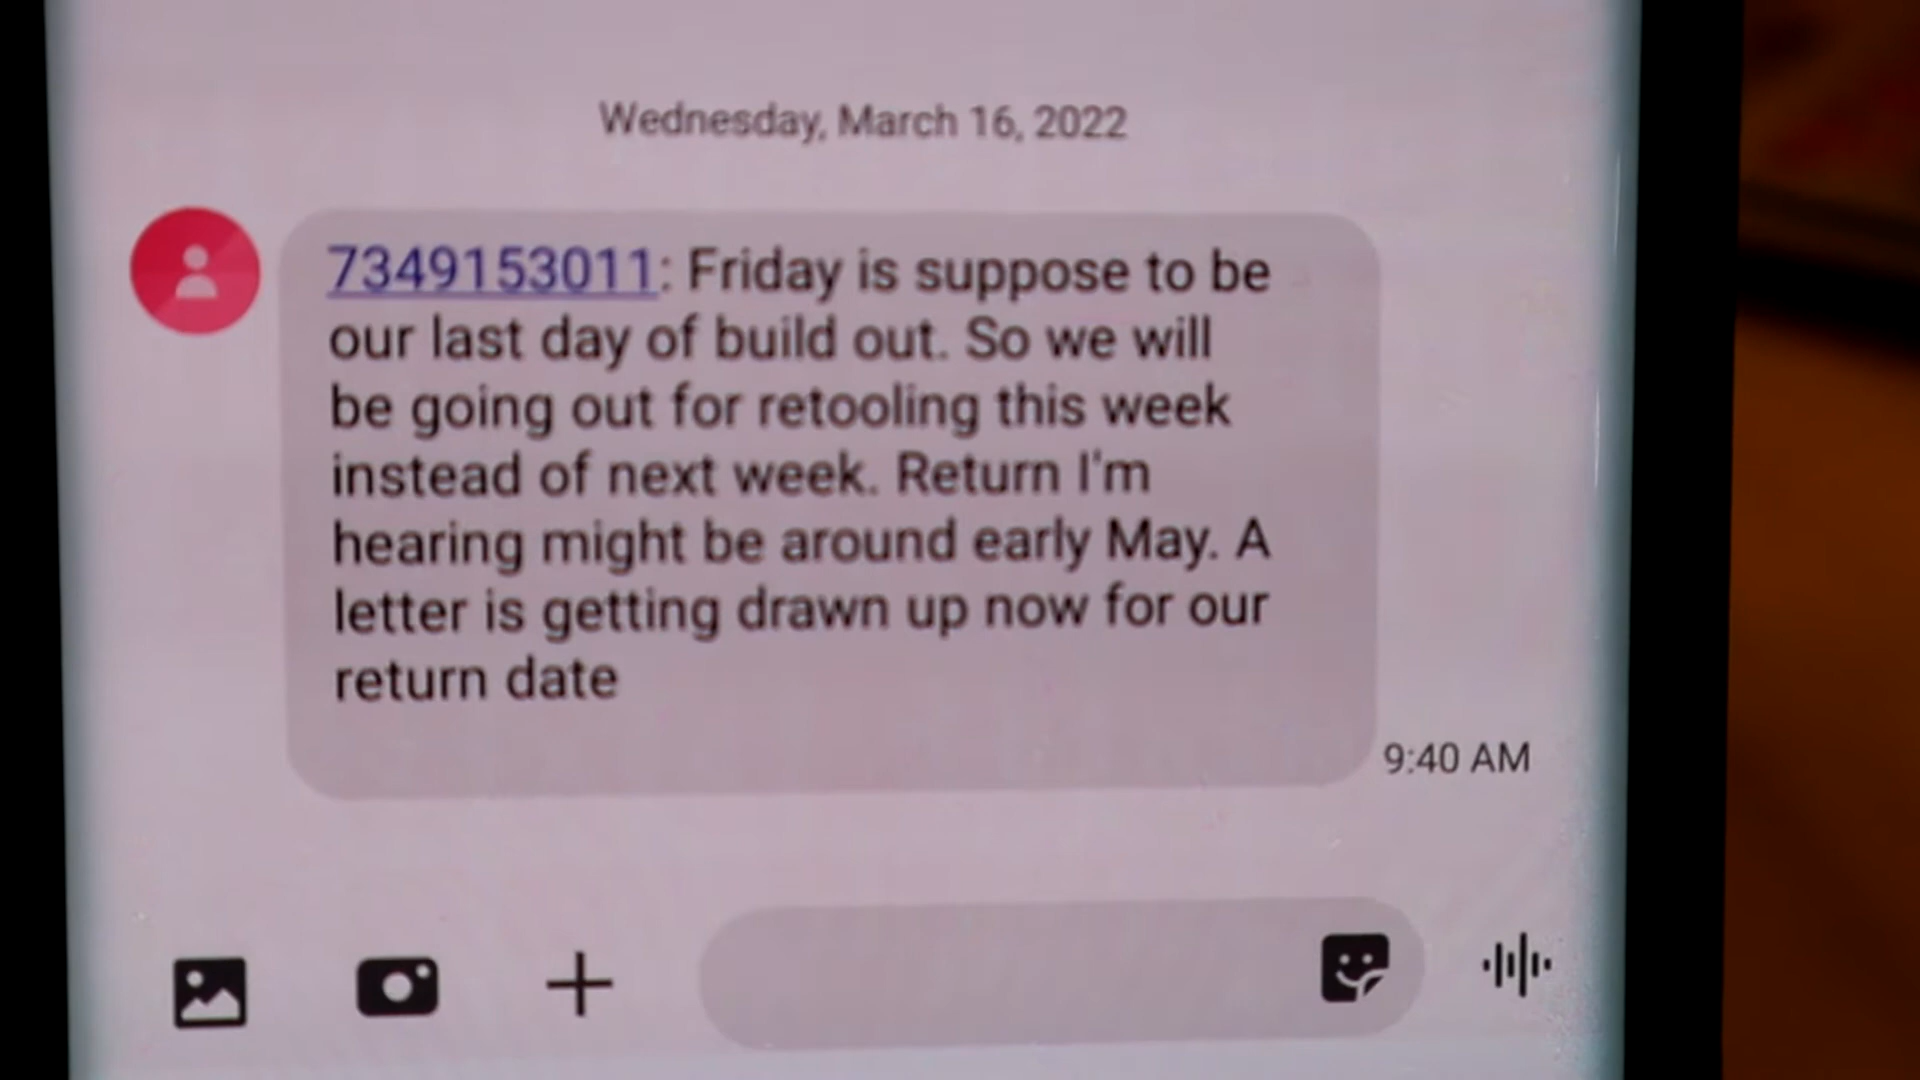 Wednesday, March 16, 2022
7349153011: Friday is suppose to be
our last day of build out. So we will
be going out for retooling this week
instead of next week. Return I'm
hearing might be around early May. A
letter is getting drawn up now for our
return date
9:40 AM